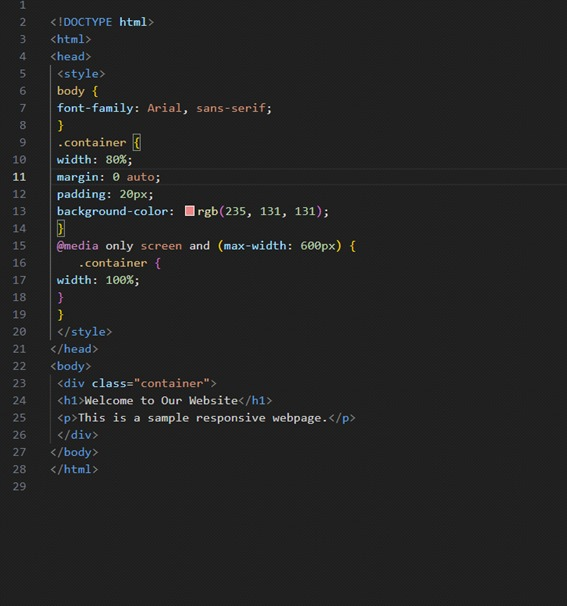 1
2 <!DOCTYPE html>
3 <html>
4 <head>
5 <style>
6 body {
7 font-family: Arial, sans-serif;
8 }
9 .container {
10 width: 80%;
11 margin: 0 auto;
12 padding: 20px;
13 background-color: rgb(235, 131, 131);
14 }
15 @media only screen and (max-width: 600px) {
16 .container {
17 width: 100%;
18 }
19 }
20 </style>
21 </head>
22 <body>
23 <div class="container">
24 <h1>Welcome to Our Website</h1>
25 <p>This is a sample responsive webpage.</p>
26 </div>
27 </body>
28 </html>
29